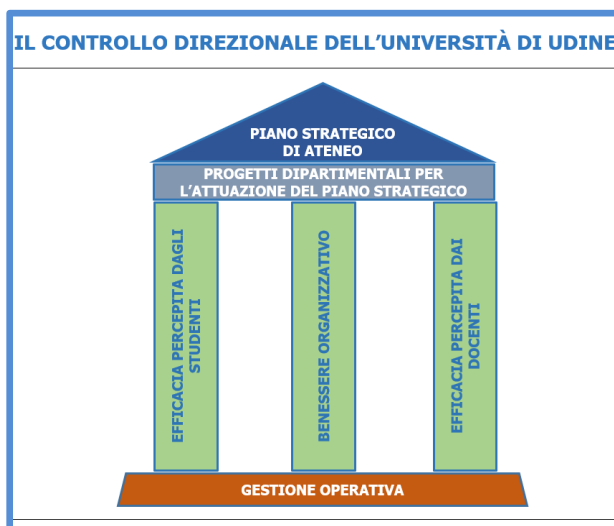 IL CONTROLLO DIREZIONALE DELL'UNIVERSITÀ DI UDINE
PIANO STRATEGICO
DI ATENEO
PROGETTI DIPARTIMENTALI PER
L'ATTUAZIONE DEL PIANO STRATEGICO
EFFICACIA PERCEPITA DAGLI
STUDENTI
BENESSERE ORGANIZZATIVO
EFFICACIA PERCEPITA DAI
DOCENTI
GESTIONE OPERATIVA